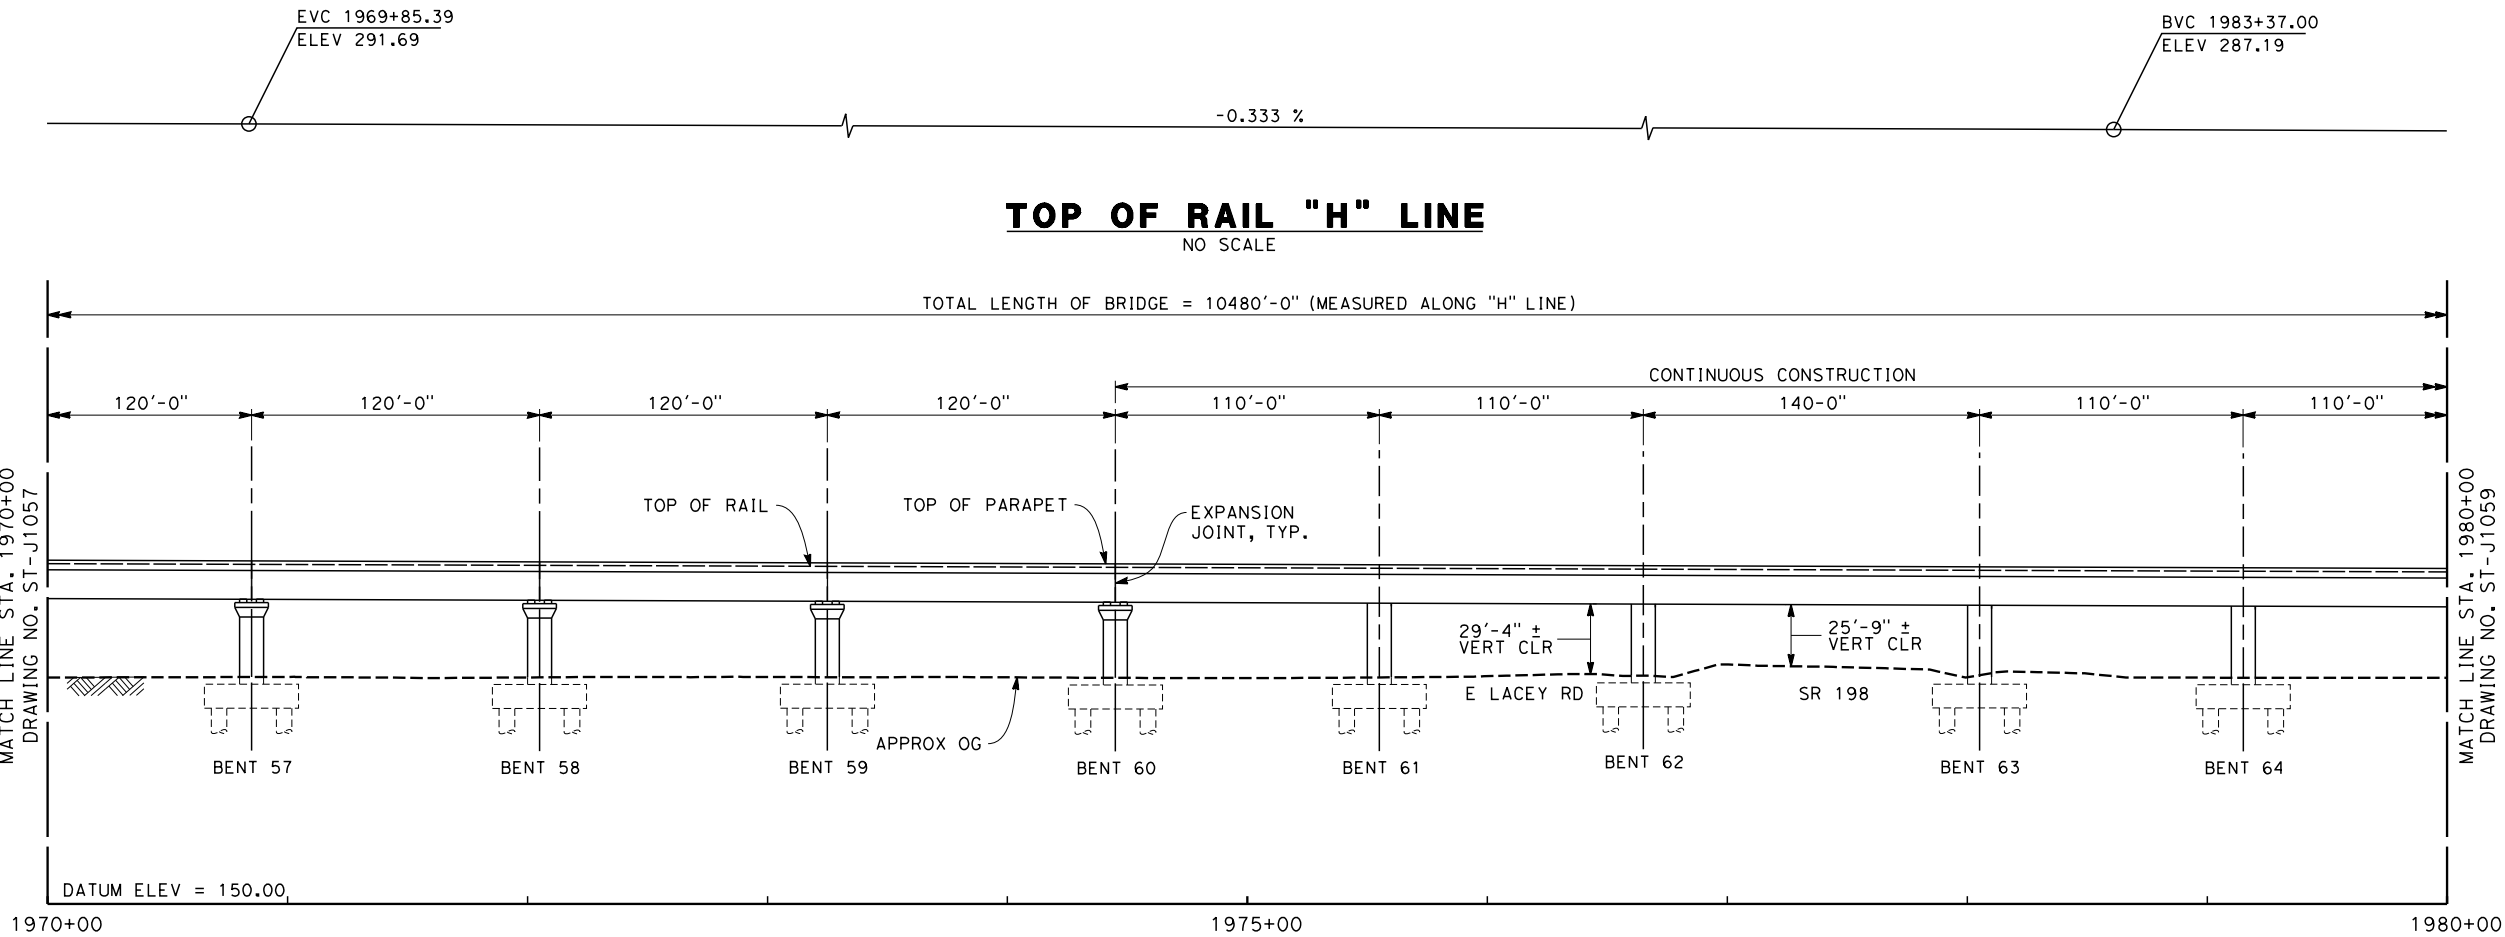 EVC 1969+85.39
ELEV 291.69
BVC 1983+37.00
ELEV 287.19
-0.333 %
TOP OF RAIL "H" LINE
NO SCALE
TOTAL LENGTH OF BRIDGE = 10480'-0" (MEASURED ALONG "H" LINE)
CONTINUOUS CONSTRUCTION
120'-0"
120'-0"
120'-0"
120'-0"
110'-0"
110'-0"
140-0"
110'-0"
110'-0"
MATCH LINE STA. 1970+00
DRAWING NO. ST-J1057
TOP OF RAIL
TOP OF PARAPET
EXPANSION
JOINT, TYP.
MATCH LINE STA. 1980+00
DRAWING NO. ST-J1059
29'-4" ±
VERT CLR
25'-9" ±
VERT CLR
E LACEY RD
SR 198
APPROX OG
BENT 57
BENT 58
BENT 59
BENT 60
BENT 61
BENT 62
BENT 63
BENT 64
DATUM ELEV = 150.00
1970+00
1975+00
1980+00